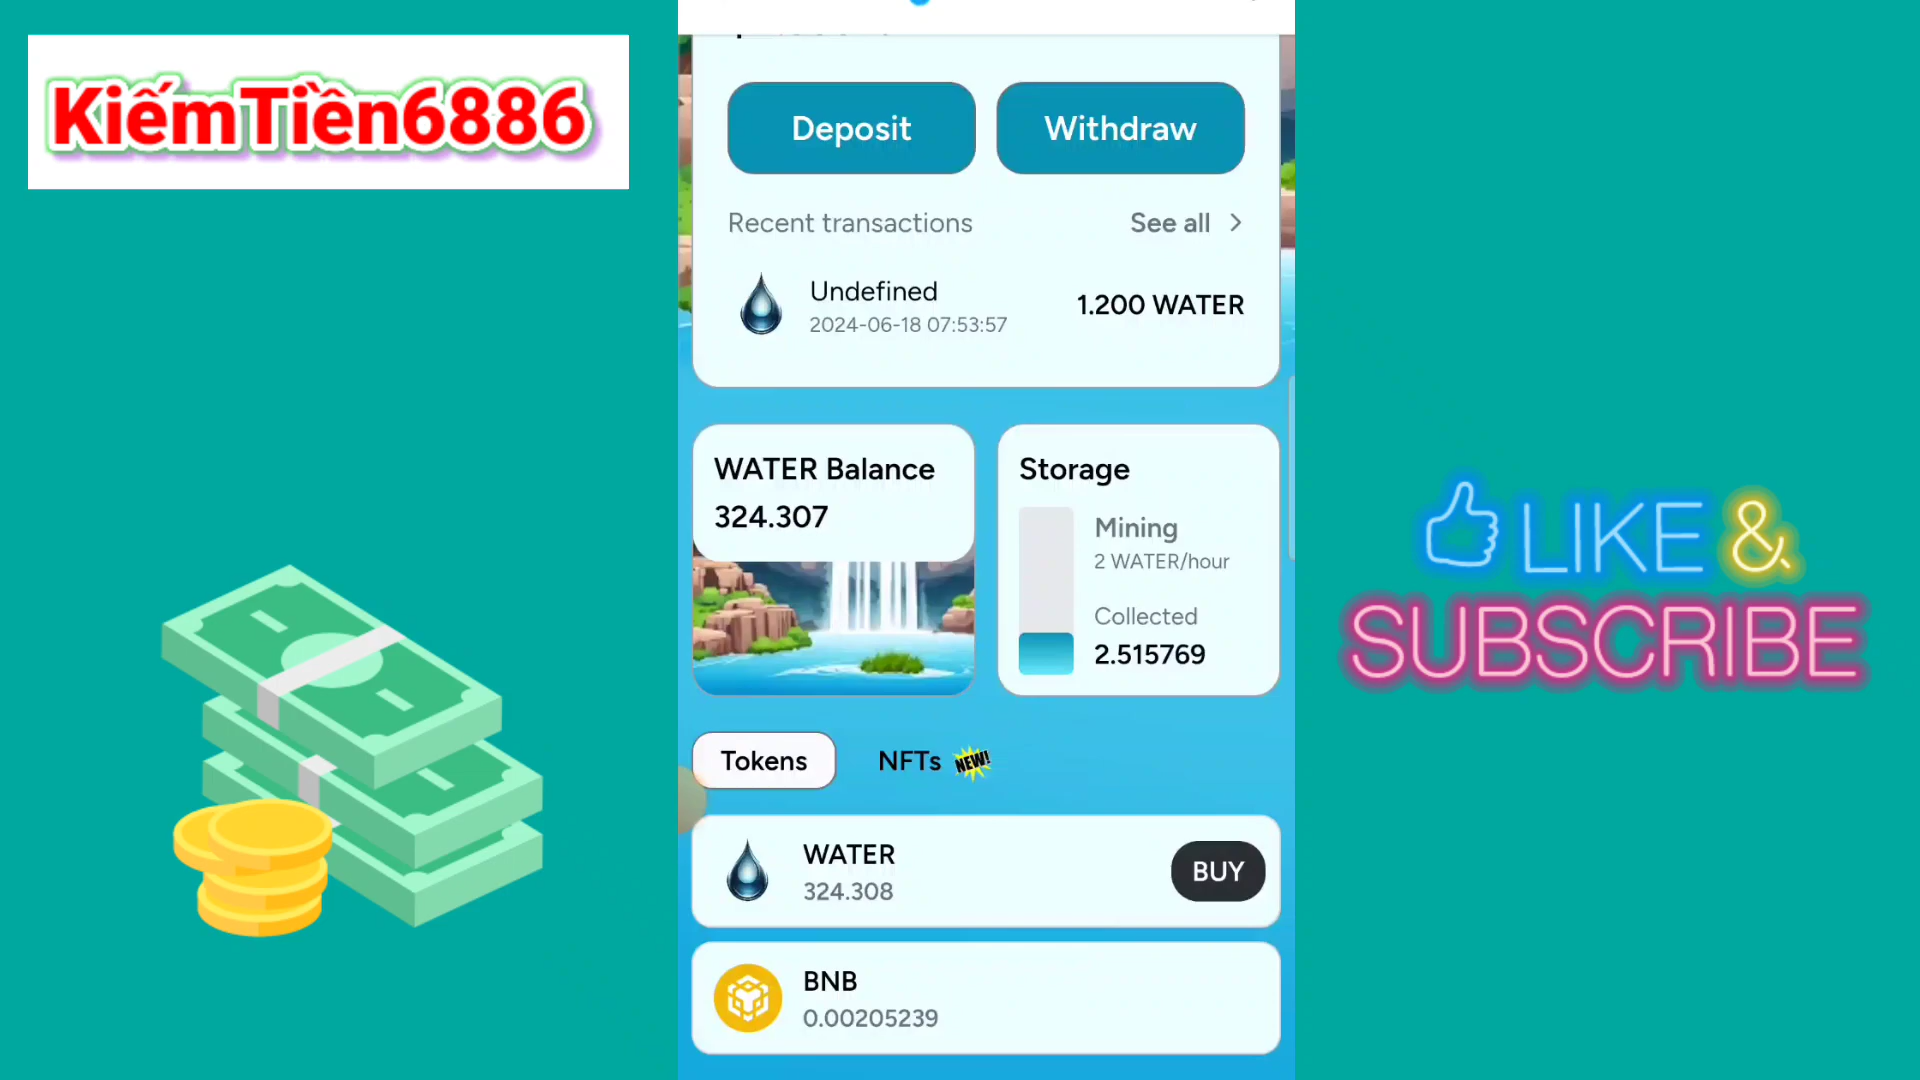 KiếmTiền6886
Deposit
Withdraw
Recent transactions
See all
Undefined
1.200 WATER
2024-06-18 07:53:57
WATER Balance
324.307
Storage
Mining
2 WATER/hour
Collected
2.515769
Tokens
NFTs NEW!
WATER
324.308
BUY
BNB
0.00205239
LIKE &
SUBSCRIBE